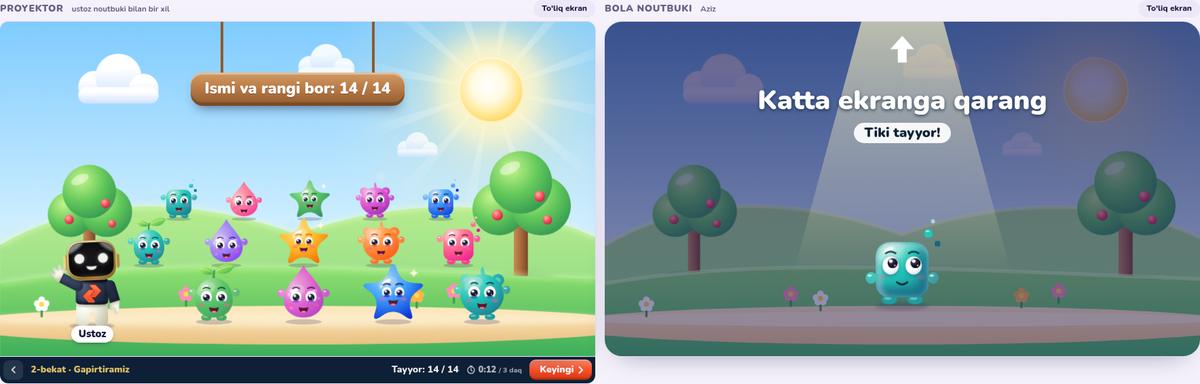 PROYEKTOR ustoz noutbuki bilan bir xil To'liq ekran
Ismi va rangi bor: 14 / 14
Ustoz
2-bekat · Gapirtiramiz Tayyor: 14 / 14 0:12 / 3 daq Keyingi
BOLA NOUTBUKI Aziz To'liq ekran
Katta ekranga qarang
Tiki tayyor!